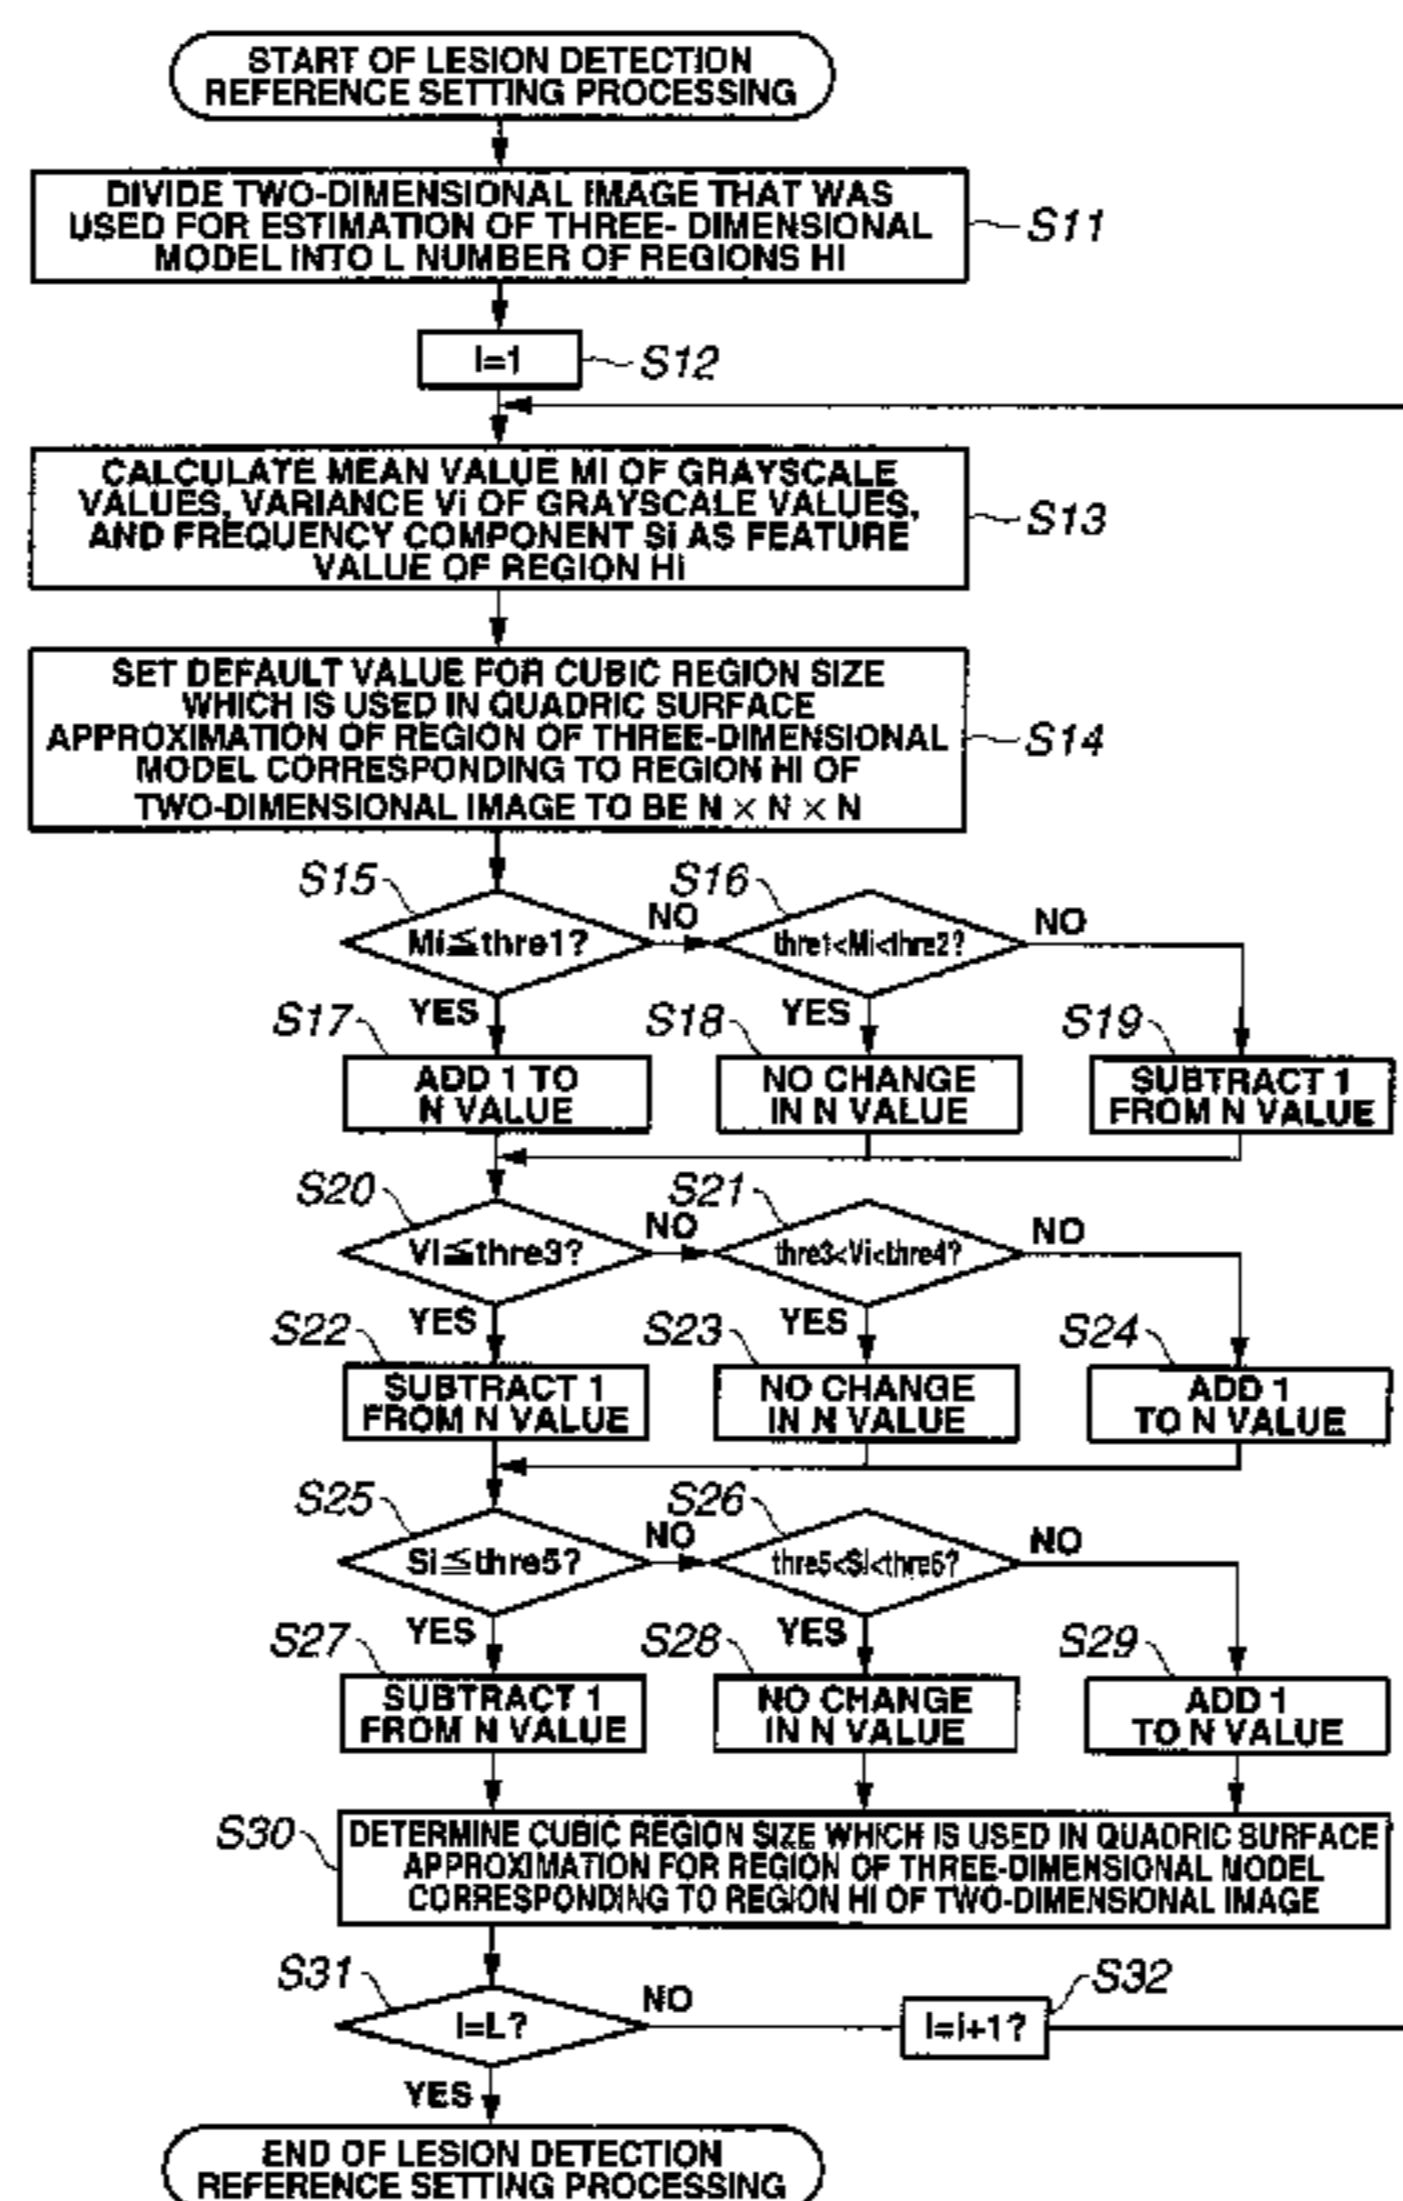 START OF LESION DETECTION
REFERENCE SETTING PROCESSING
DIVIDE TWO-DIMENSIONAL IMAGE THAT WAS
USED FOR ESTIMATION OF THREE- DIMENSIONAL
MODEL INTO L NUMBER OF REGIONS Hi
S11
i=1
S12
CALCULATE MEAN VALUE Mi OF GRAYSCALE
VALUES, VARIANCE Vi OF GRAYSCALE VALUES,
AND FREQUENCY COMPONENT Si AS FEATURE
VALUE OF REGION Hi
S13
SET DEFAULT VALUE FOR CUBIC REGION SIZE
WHICH IS USED IN QUADRIC SURFACE
APPROXIMATION OF REGION OF THREE-DIMENSIONAL
MODEL CORRESPONDING TO REGION Hi OF
TWO-DIMENSIONAL IMAGE TO BE N × N × N
S14
S15
Mi≦thre1?
NO
S16
thre1<Mi<thre2?
NO
YES
YES
S17
ADD 1 TO
N VALUE
S18
NO CHANGE
IN N VALUE
S19
SUBTRACT 1
FROM N VALUE
S20
Vi≦thre3?
NO
S21
thre3<Vi<thre4?
NO
YES
YES
S22
SUBTRACT 1
FROM N VALUE
S23
NO CHANGE
IN N VALUE
S24
ADD 1
TO N VALUE
S25
Si≦thre5?
NO
S26
thre5<Si<thre6?
NO
YES
YES
S27
SUBTRACT 1
FROM N VALUE
S28
NO CHANGE
IN N VALUE
S29
ADD 1
TO N VALUE
S30
DETERMINE CUBIC REGION SIZE WHICH IS USED IN QUADRIC SURFACE
APPROXIMATION FOR REGION OF THREE-DIMENSIONAL MODEL
CORRESPONDING TO REGION Hi OF TWO-DIMENSIONAL IMAGE
S31
i=L?
NO
i=i+1?
S32
YES
END OF LESION DETECTION
REFERENCE SETTING PROCESSING